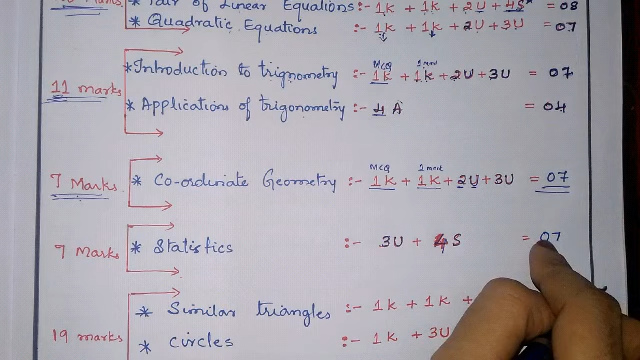 * Pair of Linear Equations :- 1K + 1K + 2U + 4S = 08
* Quadratic Equations :- 1K + 1K + 2U + 3U = 07
11 marks
MCQ 1 mark
* Introduction to trignometry :- 1K + 1K + 2U + 3U = 07
* Applications of trigonometry :- 4A = 04
MCQ 1 mark
7 Marks * Co-ordinate Geometry :- 1K + 1K + 2U + 3U = 07
7 Marks * Statistics :- 3U + 4S = 07
* Similar triangles :- 1K + 1K +
19 marks
* circles :- 1K + 3U